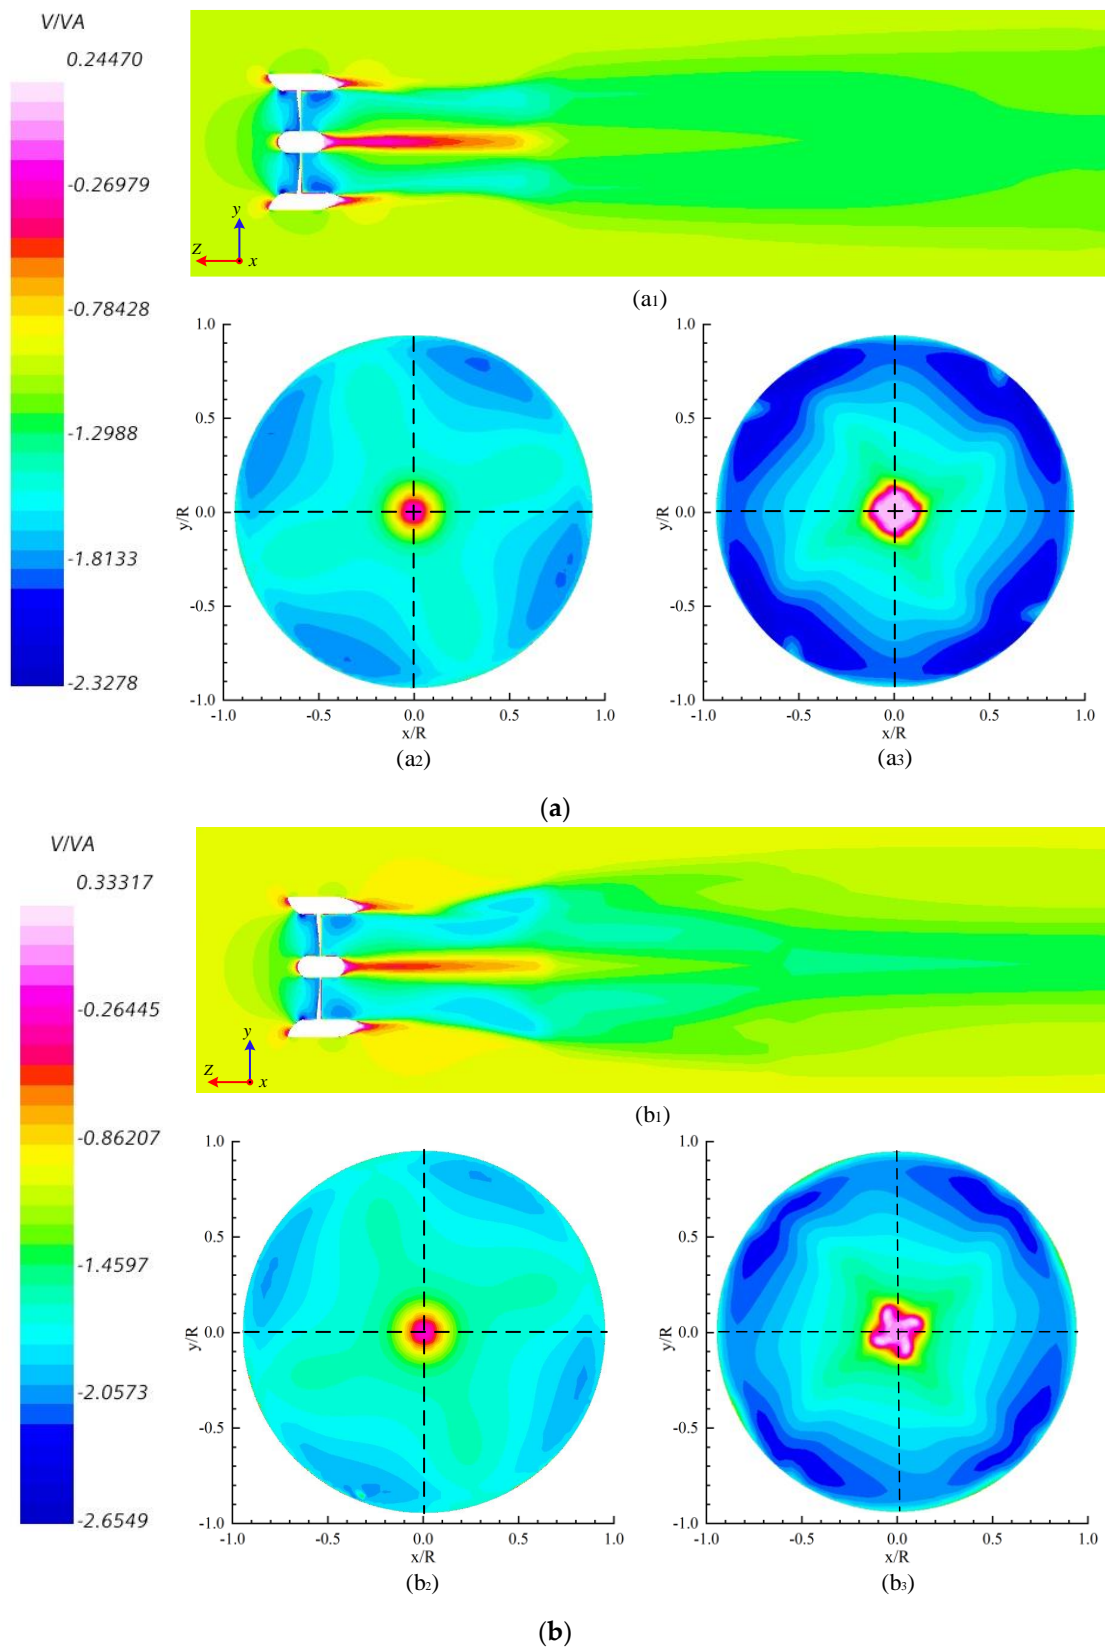 V/VA
0.24470
-0.26979
-0.78428
-1.2988
-1.8133
-2.3278
y
Z
x
(a1)
1.0
0.5
0.0
-0.5
-1.0
y/R
-1.0 -0.5 0.0 0.5 1.0
x/R
(a2)
1.0
0.5
0.0
-0.5
-1.0
y/R
-1.0 -0.5 0.0 0.5 1.0
x/R
(a3)
(a)
V/VA
0.33317
-0.26445
-0.86207
-1.4597
-2.0573
-2.6549
y
Z
x
(b1)
1.0
0.5
0.0
-0.5
-1.0
y/R
-1.0 -0.5 0.0 0.5 1.0
x/R
(b2)
1.0
0.5
0.0
-0.5
-1.0
y/R
-1.0 -0.5 0.0 0.5 1.0
x/R
(b3)
(b)